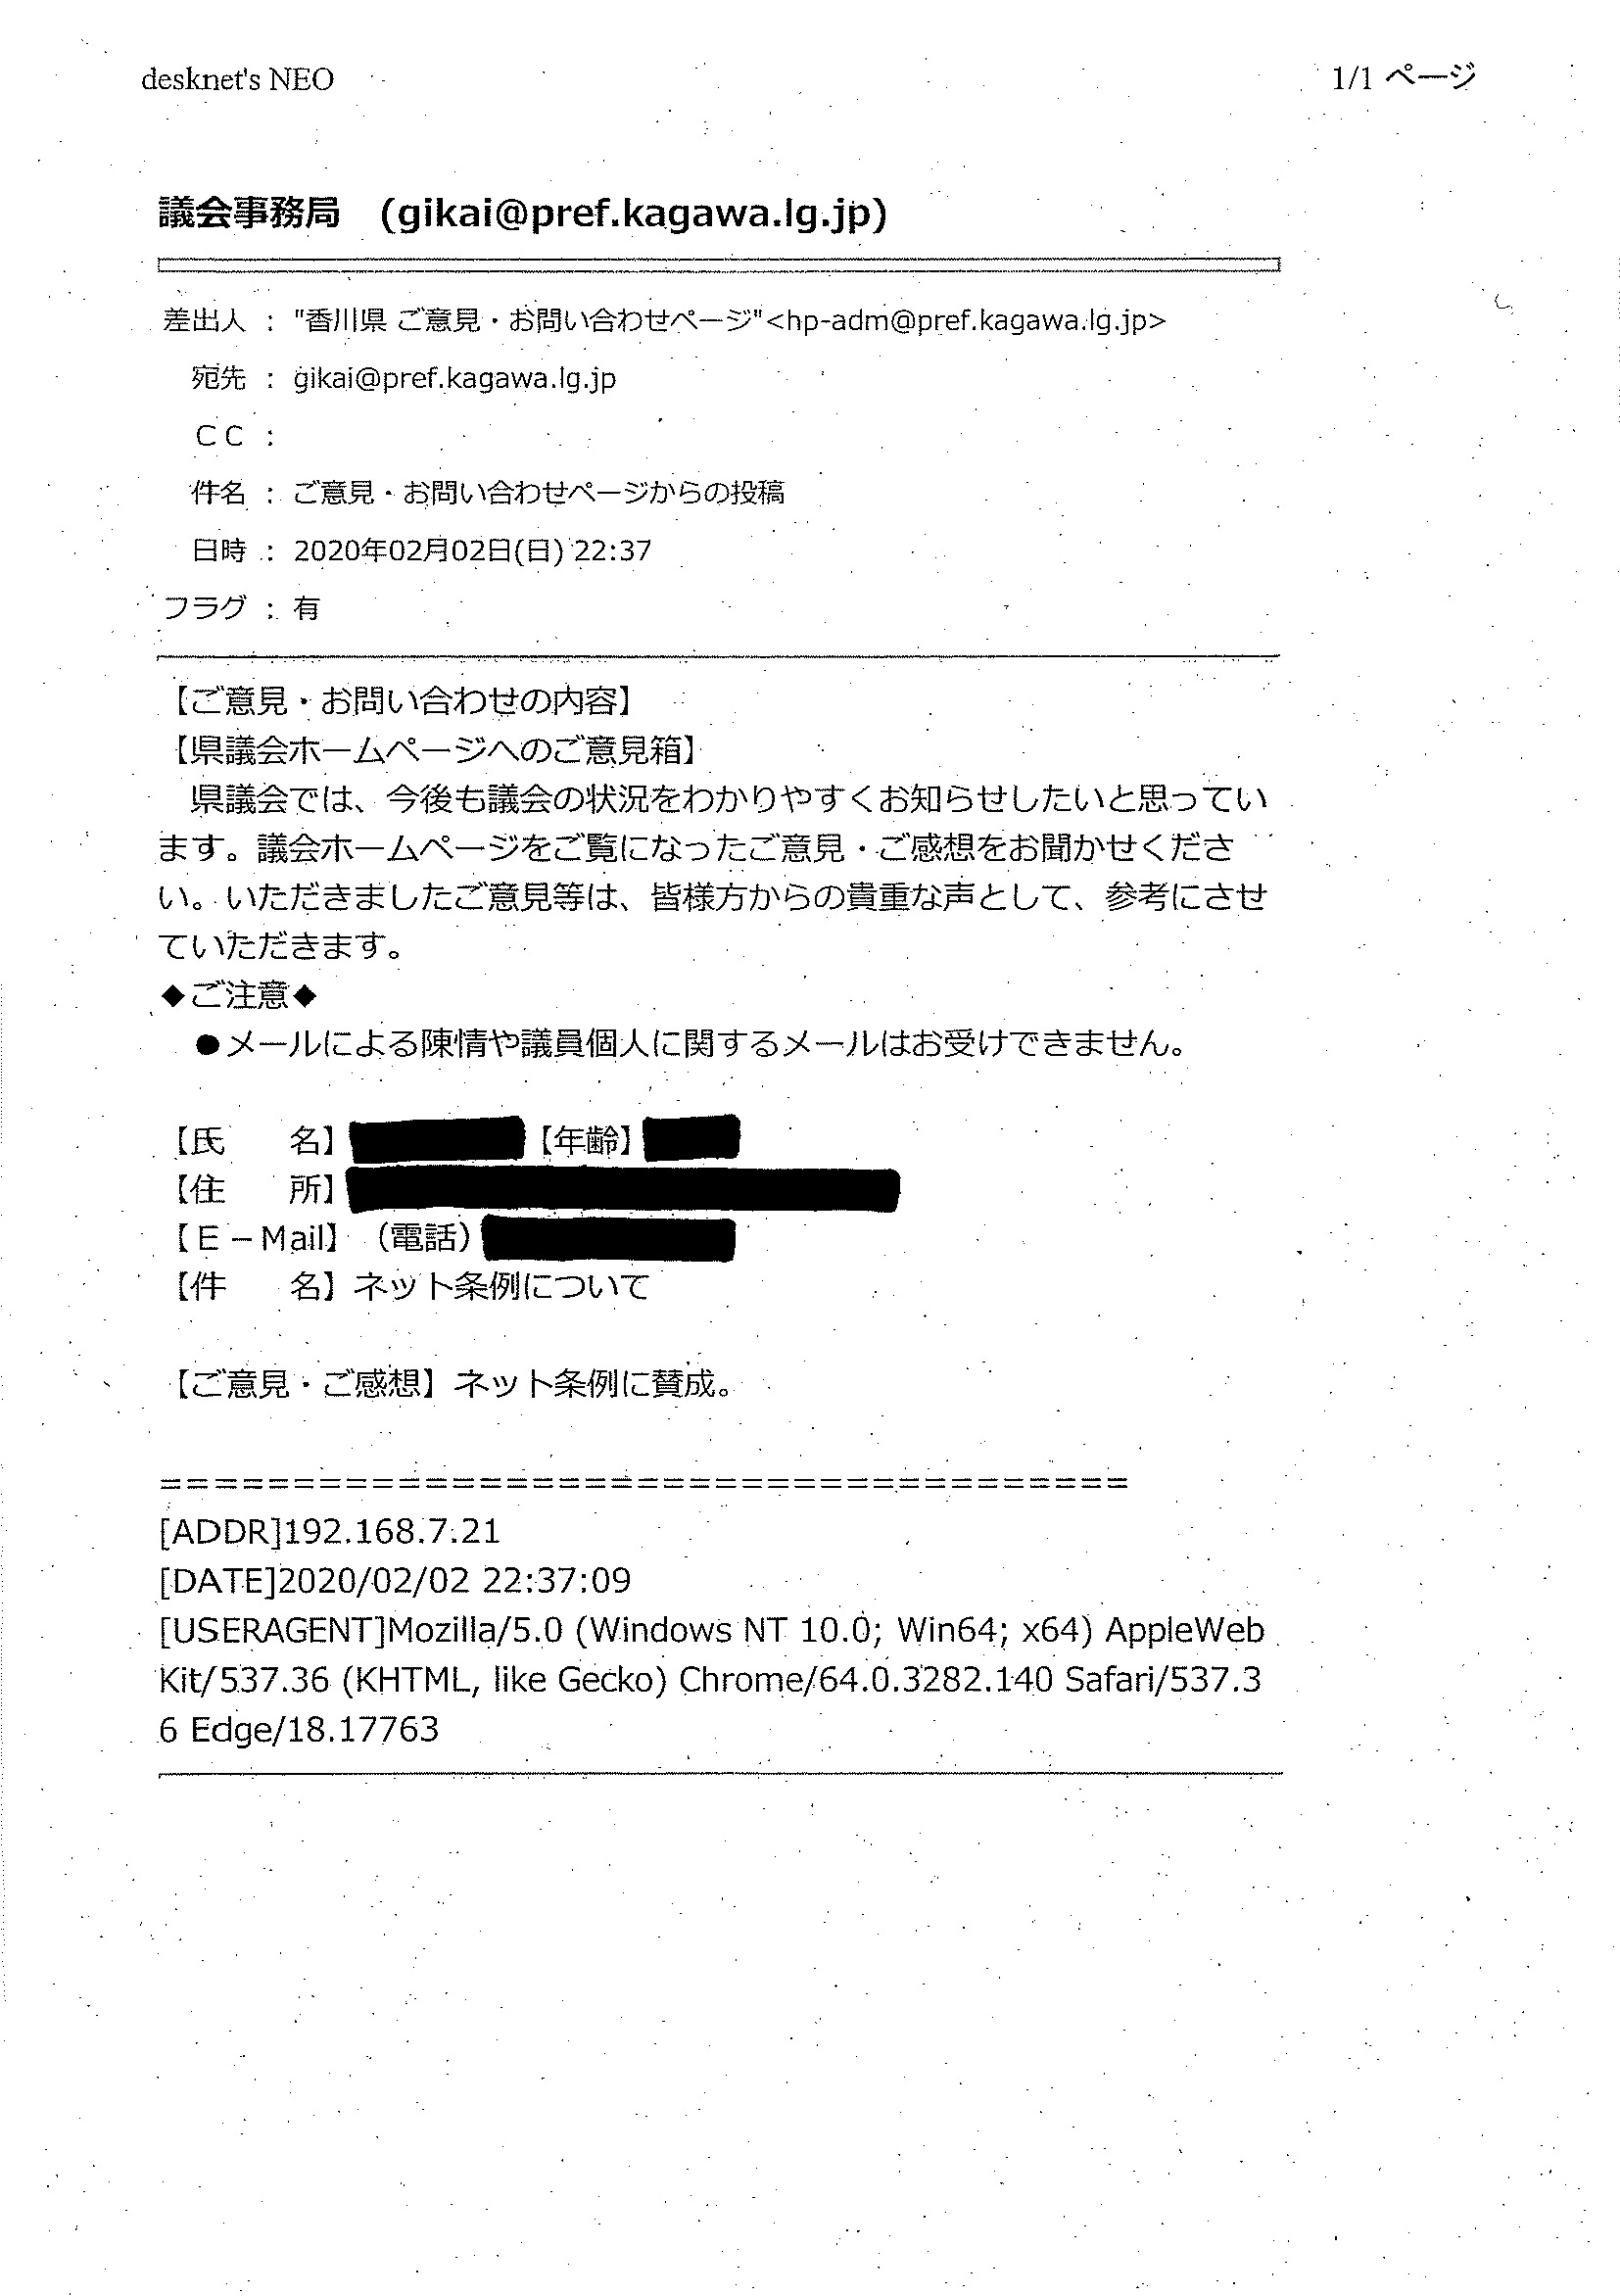 desknet's NEO
1/1 ページ
議会事務局　(gikai@pref.kagawa.lg.jp)
差出人 : "香川県 ご意見・お問い合わせページ"<hp-adm@pref.kagawa.lg.jp>
宛先 : gikai@pref.kagawa.lg.jp
ＣＣ :
件名 : ご意見・お問い合わせページからの投稿
日時 : 2020年02月02日(日) 22:37
フラグ : 有
【ご意見・お問い合わせの内容】
【県議会ホームページへのご意見箱】
　県議会では、今後も議会の状況をわかりやすくお知らせしたいと思ってい
ます。議会ホームページをご覧になったご意見・ご感想をお聞かせくださ
い。いただきましたご意見等は、皆様方からの貴重な声として、参考にさせ
ていただきます。
◆ご注意◆
　●メールによる陳情や議員個人に関するメールはお受けできません。
【氏　　名】【年齢】
【住　　所】
【Ｅ－Mail】（電話）
【件　　名】ネット条例について
【ご意見・ご感想】ネット条例に賛成。
=====================================
[ADDR]192.168.7.21
[DATE]2020/02/02 22:37:09
[USERAGENT]Mozilla/5.0 (Windows NT 10.0; Win64; x64) AppleWeb
Kit/537.36 (KHTML, like Gecko) Chrome/64.0.3282.140 Safari/537.3
6 Edge/18.17763